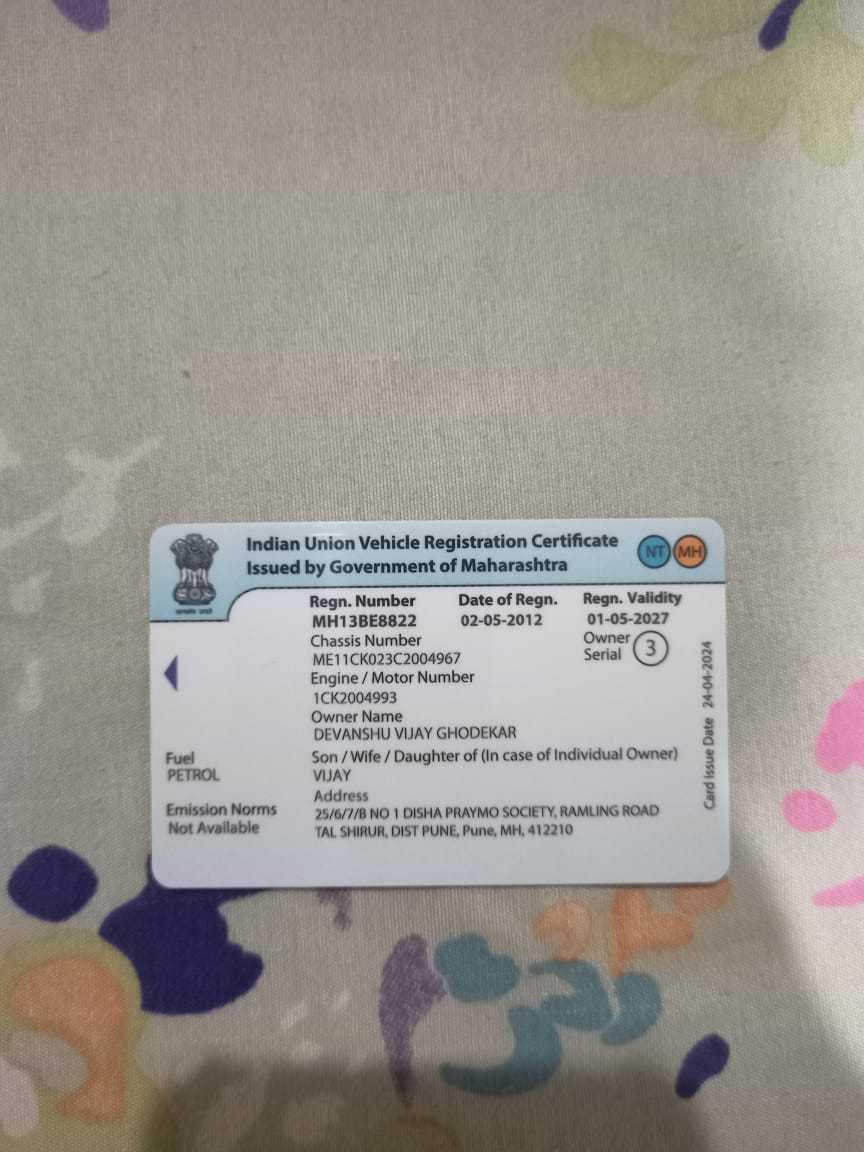 Indian Union Vehicle Registration Certificate
Issued by Government of Maharashtra
NT MH
Regn. Number Date of Regn. Regn. Validity
MH13BE8822 02-05-2012 01-05-2027
Chassis Number
ME11CK023C2004967
Owner Serial 3
Engine / Motor Number
1CK2004993
Owner Name
DEVANSHU VIJAY GHODEKAR
Fuel
PETROL
Son / Wife / Daughter of (In case of Individual Owner)
VIJAY
Emission Norms
Not Available
Address
25/6/7/B NO 1 DISHA PRAYMO SOCIETY, RAMLING ROAD
TAL SHIRUR, DIST PUNE, Pune, MH, 412210
Card Issue Date 24-04-2024